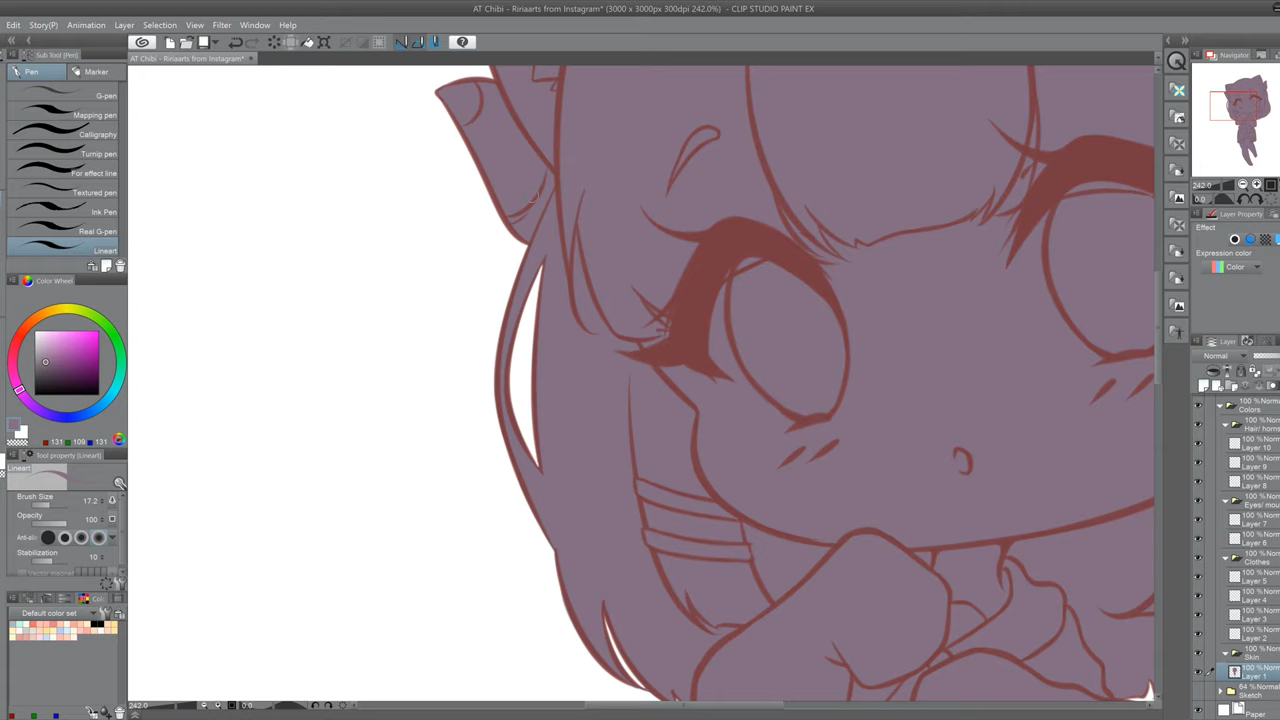 AT Chibi - Ririaarts from Instagram* (3000 x 3000px 300dpi 242.0%) - CLIP STUDIO PAINT EX
Edit Story(P) Animation Layer Selection View Filter Window Help
AT Chibi - Ririaarts from Instagram*
Sub Tool [Pen]
Pen Marker
G-pen
Mapping pen
Calligraphy
Turnip pen
For effect line
Textured pen
Ink Pen
Real G-pen
Lineart
Color Wheel
131 109 131
Tool property [Lineart]
Lineart
Brush Size 17.2
Opacity 100
Anti-ali
Stabilization 10
Vector magnet
Default color set
242.0 0.0
Navigator
242.0
0.0
Layer Property
Effect
Expression color
Color
Layer
Normal
100 %Norm
Colors
100 %Norm
Hair/ horns
100 %Norm
Layer 10
100 %Norm
Layer 9
100 %Norm
Layer 8
100 %Norm
Eyes/ mou
100 %Norm
Layer 7
100 %Norm
Layer 6
100 %Norm
Clothes
100 %Norm
Layer 5
100 %Norm
Layer 4
100 %Norm
Layer 3
100 %Norm
Layer 2
100 %Norm
Skin
100 %Norm
Layer 1
64 %Normal
Paper